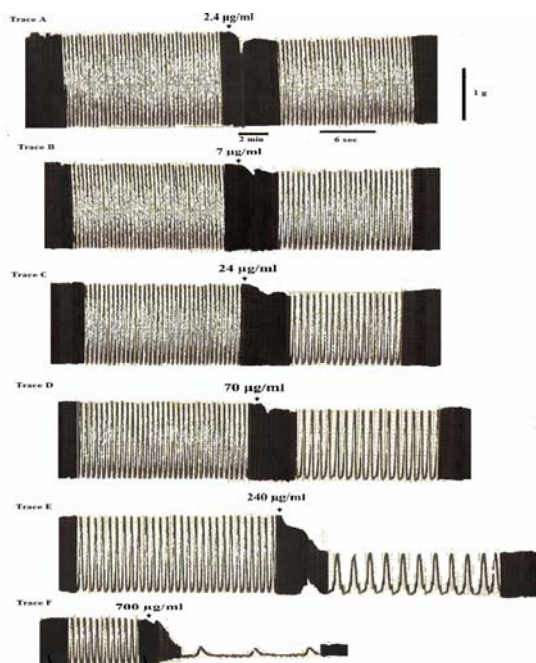 2.4 µg/ml
Trace A
1 g
2 min 6 sec
Trace B
7 µg/ml
24 µg/ml
Trace C
70 µg/ml
Trace D
240 µg/ml
Trace E
Trace F
700 µg/ml